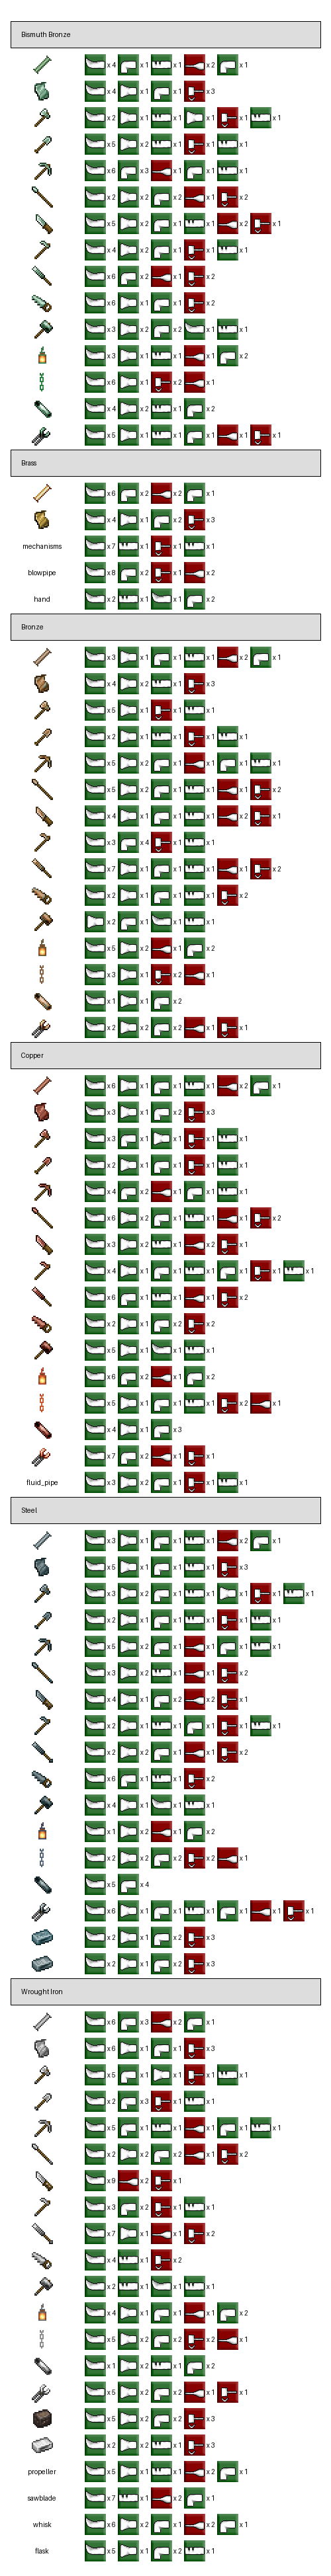 Bismuth Bronze
x 4 x 1 x 1 x 2 x 1
x 4 x 1 x 1 x 3
x 2 x 1 x 1 x 1 x 1 x 1
x 5 x 2 x 1 x 1 x 1
x 6 x 3 x 1 x 1 x 1
x 2 x 2 x 2 x 1 x 2
x 5 x 2 x 1 x 1 x 2 x 1
x 4 x 2 x 1 x 1 x 1
x 6 x 2 x 1 x 2
x 6 x 1 x 1 x 2
x 3 x 2 x 2 x 1 x 1
x 3 x 1 x 1 x 1 x 2
x 6 x 1 x 2 x 1
x 4 x 2 x 1 x 2
x 5 x 1 x 1 x 1 x 1 x 1
Brass
x 6 x 2 x 2 x 1
x 4 x 1 x 2 x 3
mechanisms x 7 x 1 x 1 x 1
blowpipe x 8 x 2 x 1 x 2
hand x 2 x 1 x 1 x 2
Bronze
x 3 x 1 x 1 x 1 x 2 x 1
x 4 x 2 x 1 x 3
x 5 x 1 x 1 x 1
x 2 x 1 x 1 x 1 x 1
x 5 x 2 x 1 x 1 x 1 x 1
x 5 x 2 x 1 x 1 x 1 x 2
x 4 x 1 x 1 x 1 x 2 x 1
x 3 x 4 x 1 x 1
x 7 x 1 x 1 x 1 x 1 x 2
x 2 x 1 x 1 x 1 x 2
x 2 x 1 x 1 x 1
x 5 x 2 x 1 x 2
x 3 x 1 x 2 x 1
x 1 x 1 x 2
x 2 x 2 x 2 x 1 x 1
Copper
x 6 x 1 x 1 x 1 x 2 x 1
x 3 x 1 x 2 x 3
x 3 x 1 x 1 x 1 x 1
x 2 x 1 x 1 x 1 x 1
x 4 x 2 x 1 x 1 x 1
x 6 x 2 x 1 x 1 x 1 x 2
x 3 x 2 x 1 x 2 x 1
x 4 x 1 x 1 x 1 x 1 x 1 x 1
x 6 x 1 x 1 x 1 x 2
x 2 x 1 x 2 x 2
x 5 x 1 x 1 x 1
x 6 x 2 x 1 x 2
x 5 x 1 x 1 x 1 x 2 x 1
x 4 x 1 x 3
x 7 x 2 x 1 x 1
fluid_pipe x 3 x 2 x 1 x 1 x 1
Steel
x 3 x 1 x 1 x 1 x 2 x 1
x 5 x 1 x 1 x 1 x 3
x 3 x 2 x 1 x 1 x 1 x 1 x 1
x 2 x 1 x 1 x 1 x 1 x 1
x 5 x 2 x 1 x 1 x 1 x 1
x 3 x 2 x 1 x 1 x 2
x 4 x 1 x 2 x 2 x 1
x 2 x 1 x 1 x 1 x 1 x 1
x 2 x 2 x 1 x 1 x 2
x 6 x 1 x 1 x 2
x 4 x 1 x 1 x 1
x 1 x 2 x 1 x 2
x 2 x 2 x 2 x 2 x 1
x 5 x 4
x 6 x 1 x 1 x 1 x 1 x 1 x 1
x 2 x 1 x 2 x 3
x 2 x 1 x 2 x 3
Wrought Iron
x 6 x 3 x 2 x 1
x 6 x 1 x 1 x 3
x 5 x 1 x 1 x 1 x 1
x 2 x 3 x 1 x 1
x 5 x 1 x 1 x 1 x 1 x 1
x 2 x 2 x 2 x 1 x 2
x 9 x 2 x 1
x 3 x 2 x 1 x 1
x 7 x 1 x 1 x 2
x 4 x 1 x 2
x 2 x 1 x 1 x 1
x 4 x 1 x 1 x 1 x 2
x 5 x 2 x 2 x 2 x 1
x 1 x 2 x 1 x 2
x 5 x 2 x 2 x 1 x 1
x 5 x 2 x 2 x 3
x 2 x 2 x 1 x 3
propeller x 5 x 1 x 1 x 2 x 1
sawblade x 7 x 1 x 2 x 1
whisk x 6 x 2 x 1 x 2 x 1
flask x 5 x 1 x 2 x 1